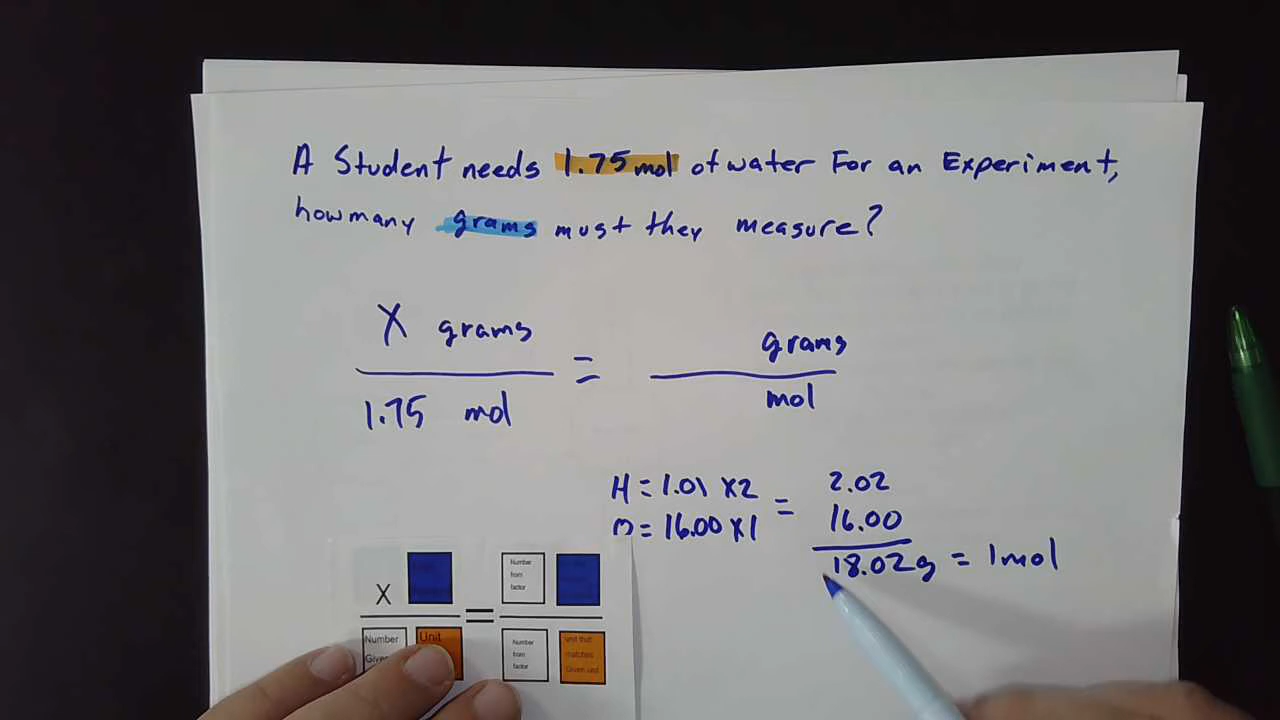 A Student needs 1.75 mol of water For an Experiment,
how many grams must they measure?
X grams
grams
=
1.75 mol
mol
H = 1.01 X2
2.02
=
O = 16.00 X1
16.00
18.02g = 1mol
Number
from
factor
X
=
Number
Unit
Number
from
factor
unit that
matches
Given unit